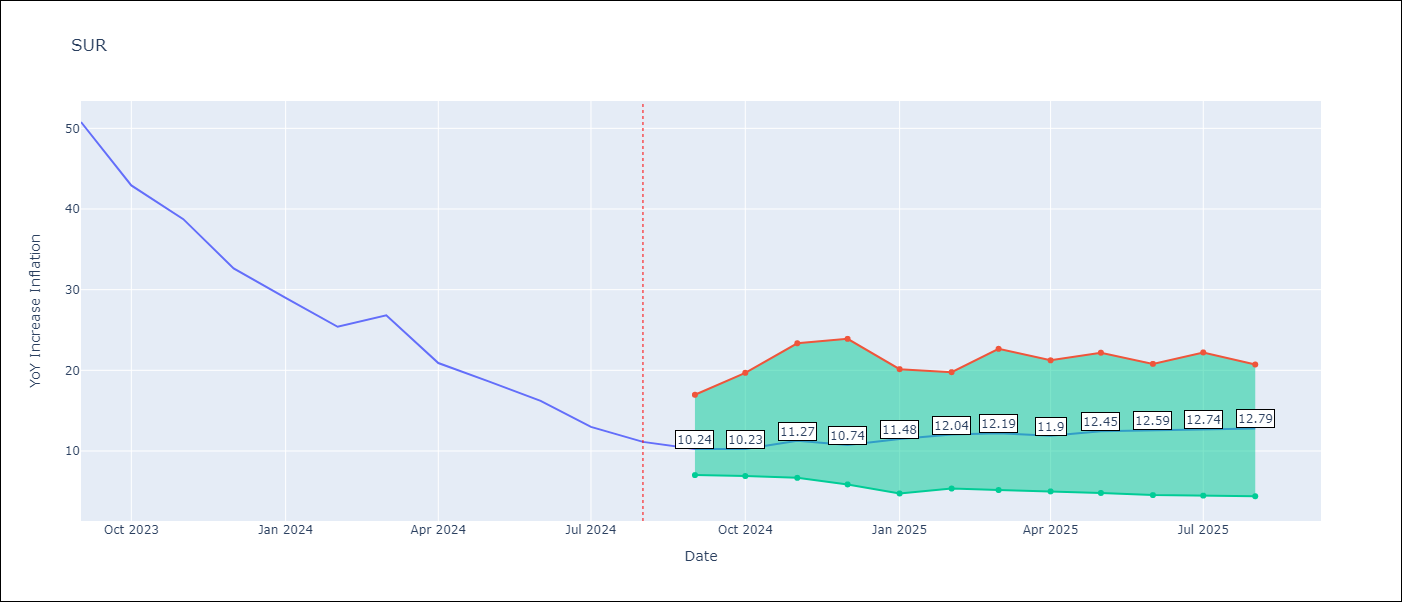 SUR
YoY Increase Inflation
50
40
30
20
10
10.24
10.23
11.27
10.74
11.48
12.04
12.19
11.9
12.45
12.59
12.74
12.79
Oct 2023
Jan 2024
Apr 2024
Jul 2024
Oct 2024
Jan 2025
Apr 2025
Jul 2025
Date